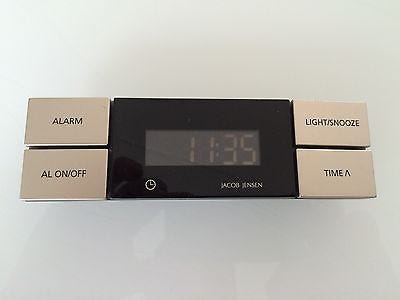 ALARM
LIGHT/SNOOZE
11:35
AL ON/OFF
TIME Λ
JACOB JENSEN